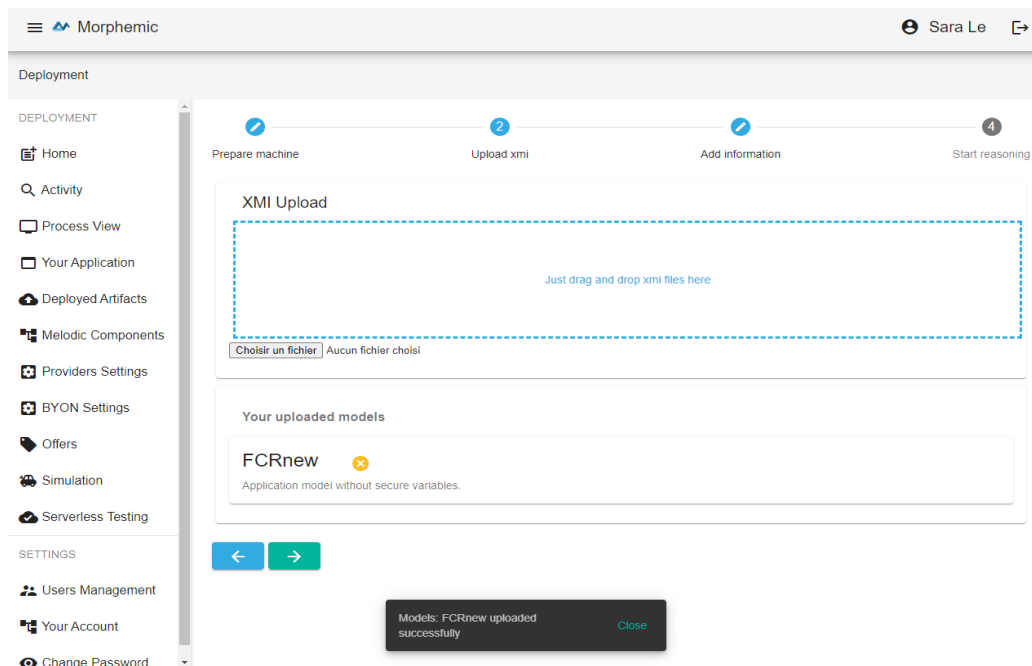 Morphemic
Sara Le
Deployment
DEPLOYMENT
Home
Activity
Process View
Your Application
Deployed Artifacts
Melodic Components
Providers Settings
BYON Settings
Offers
Simulation
Serverless Testing
SETTINGS
Users Management
Your Account
Change Password
Prepare machine
2
Upload xmi
Add information
4
Start reasoning
XMI Upload
Just drag and drop xmi files here
Choisir un fichier Aucun fichier choisi
Your uploaded models
FCRnew
Application model without secure variables.
Models: FCRnew uploaded
successfully
Close